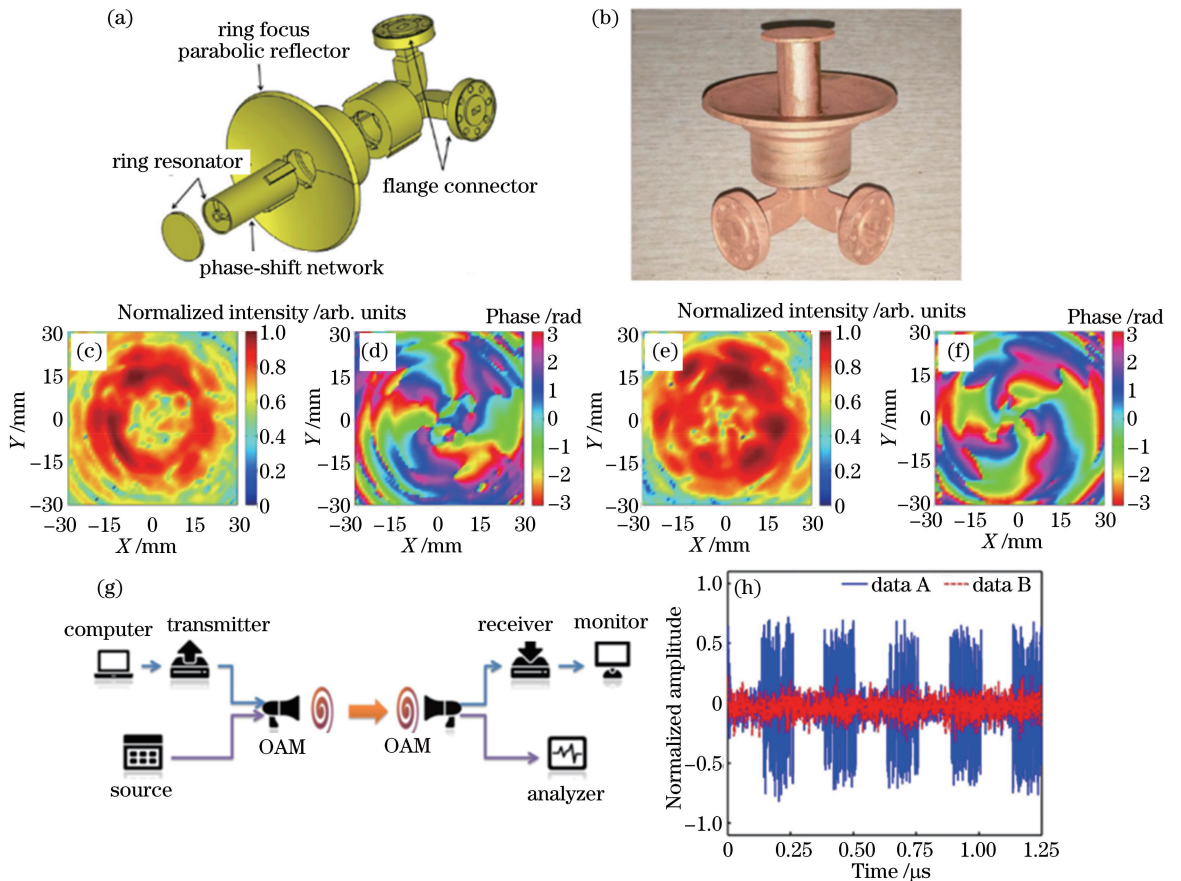 (a)
ring focus
parabolic reflector
ring resonator
flange connector
phase-shift network
(b)
Normalized intensity /arb. units
(c)
30
15
0
−15
−30
Y /mm
−30 −15 0 15 30
X /mm
1.0
0.8
0.6
0.4
0.2
0
Phase /rad
(d)
30
15
0
−15
−30
Y /mm
−30 −15 0 15 30
X /mm
3
2
1
0
−1
−2
−3
Normalized intensity /arb. units
(e)
30
15
0
−15
−30
Y /mm
−30 −15 0 15 30
X /mm
1.0
0.8
0.6
0.4
0.2
0
Phase /rad
(f)
30
15
0
−15
−30
Y /mm
−30 −15 0 15 30
X /mm
3
2
1
0
−1
−2
−3
(g)
computer
transmitter
receiver
monitor
OAM
OAM
source
analyzer
(h)
data A
data B
Normalized amplitude
1.0
0.5
0
−0.5
−1.0
0 0.25 0.50 0.75 1.00 1.25
Time /μs